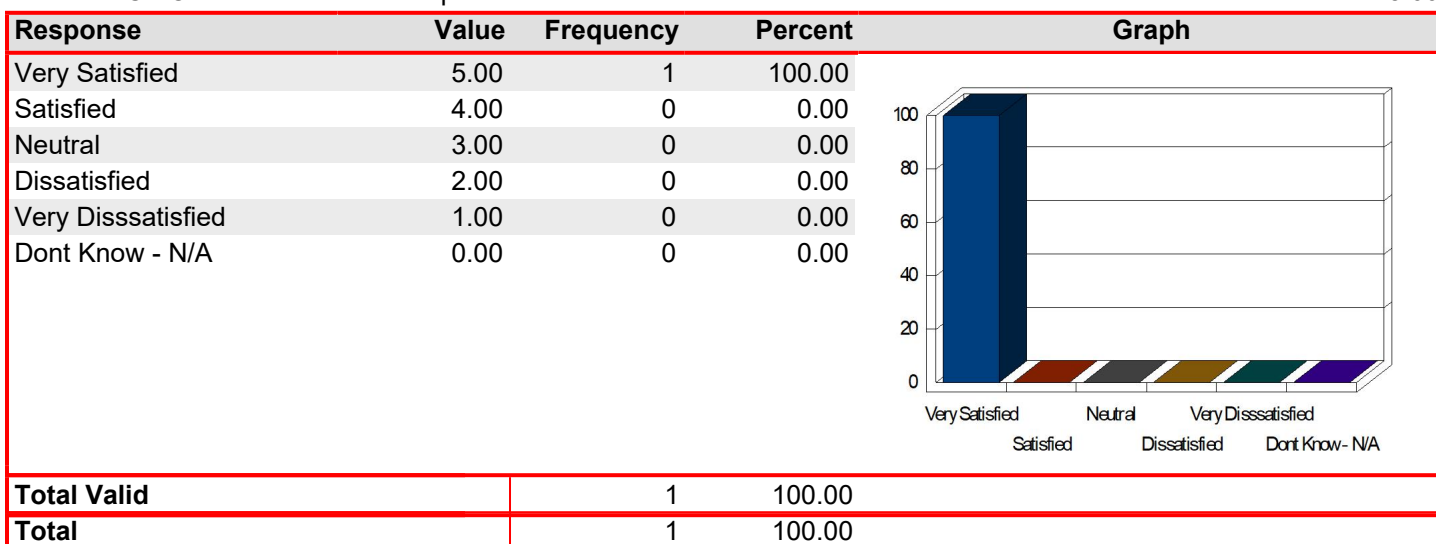 Response Value Frequency Percent Graph
Very Satisfied 5.00 1 100.00
Satisfied 4.00 0 0.00
Neutral 3.00 0 0.00
Dissatisfied 2.00 0 0.00
Very Disssatisfied 1.00 0 0.00
Dont Know - N/A 0.00 0 0.00
100
80
60
40
20
0
Very Satisfied Neutral Very Disssatisfied
Satisfied Dissatisfied Dont Know - N/A
Total Valid 1 100.00
Total 1 100.00